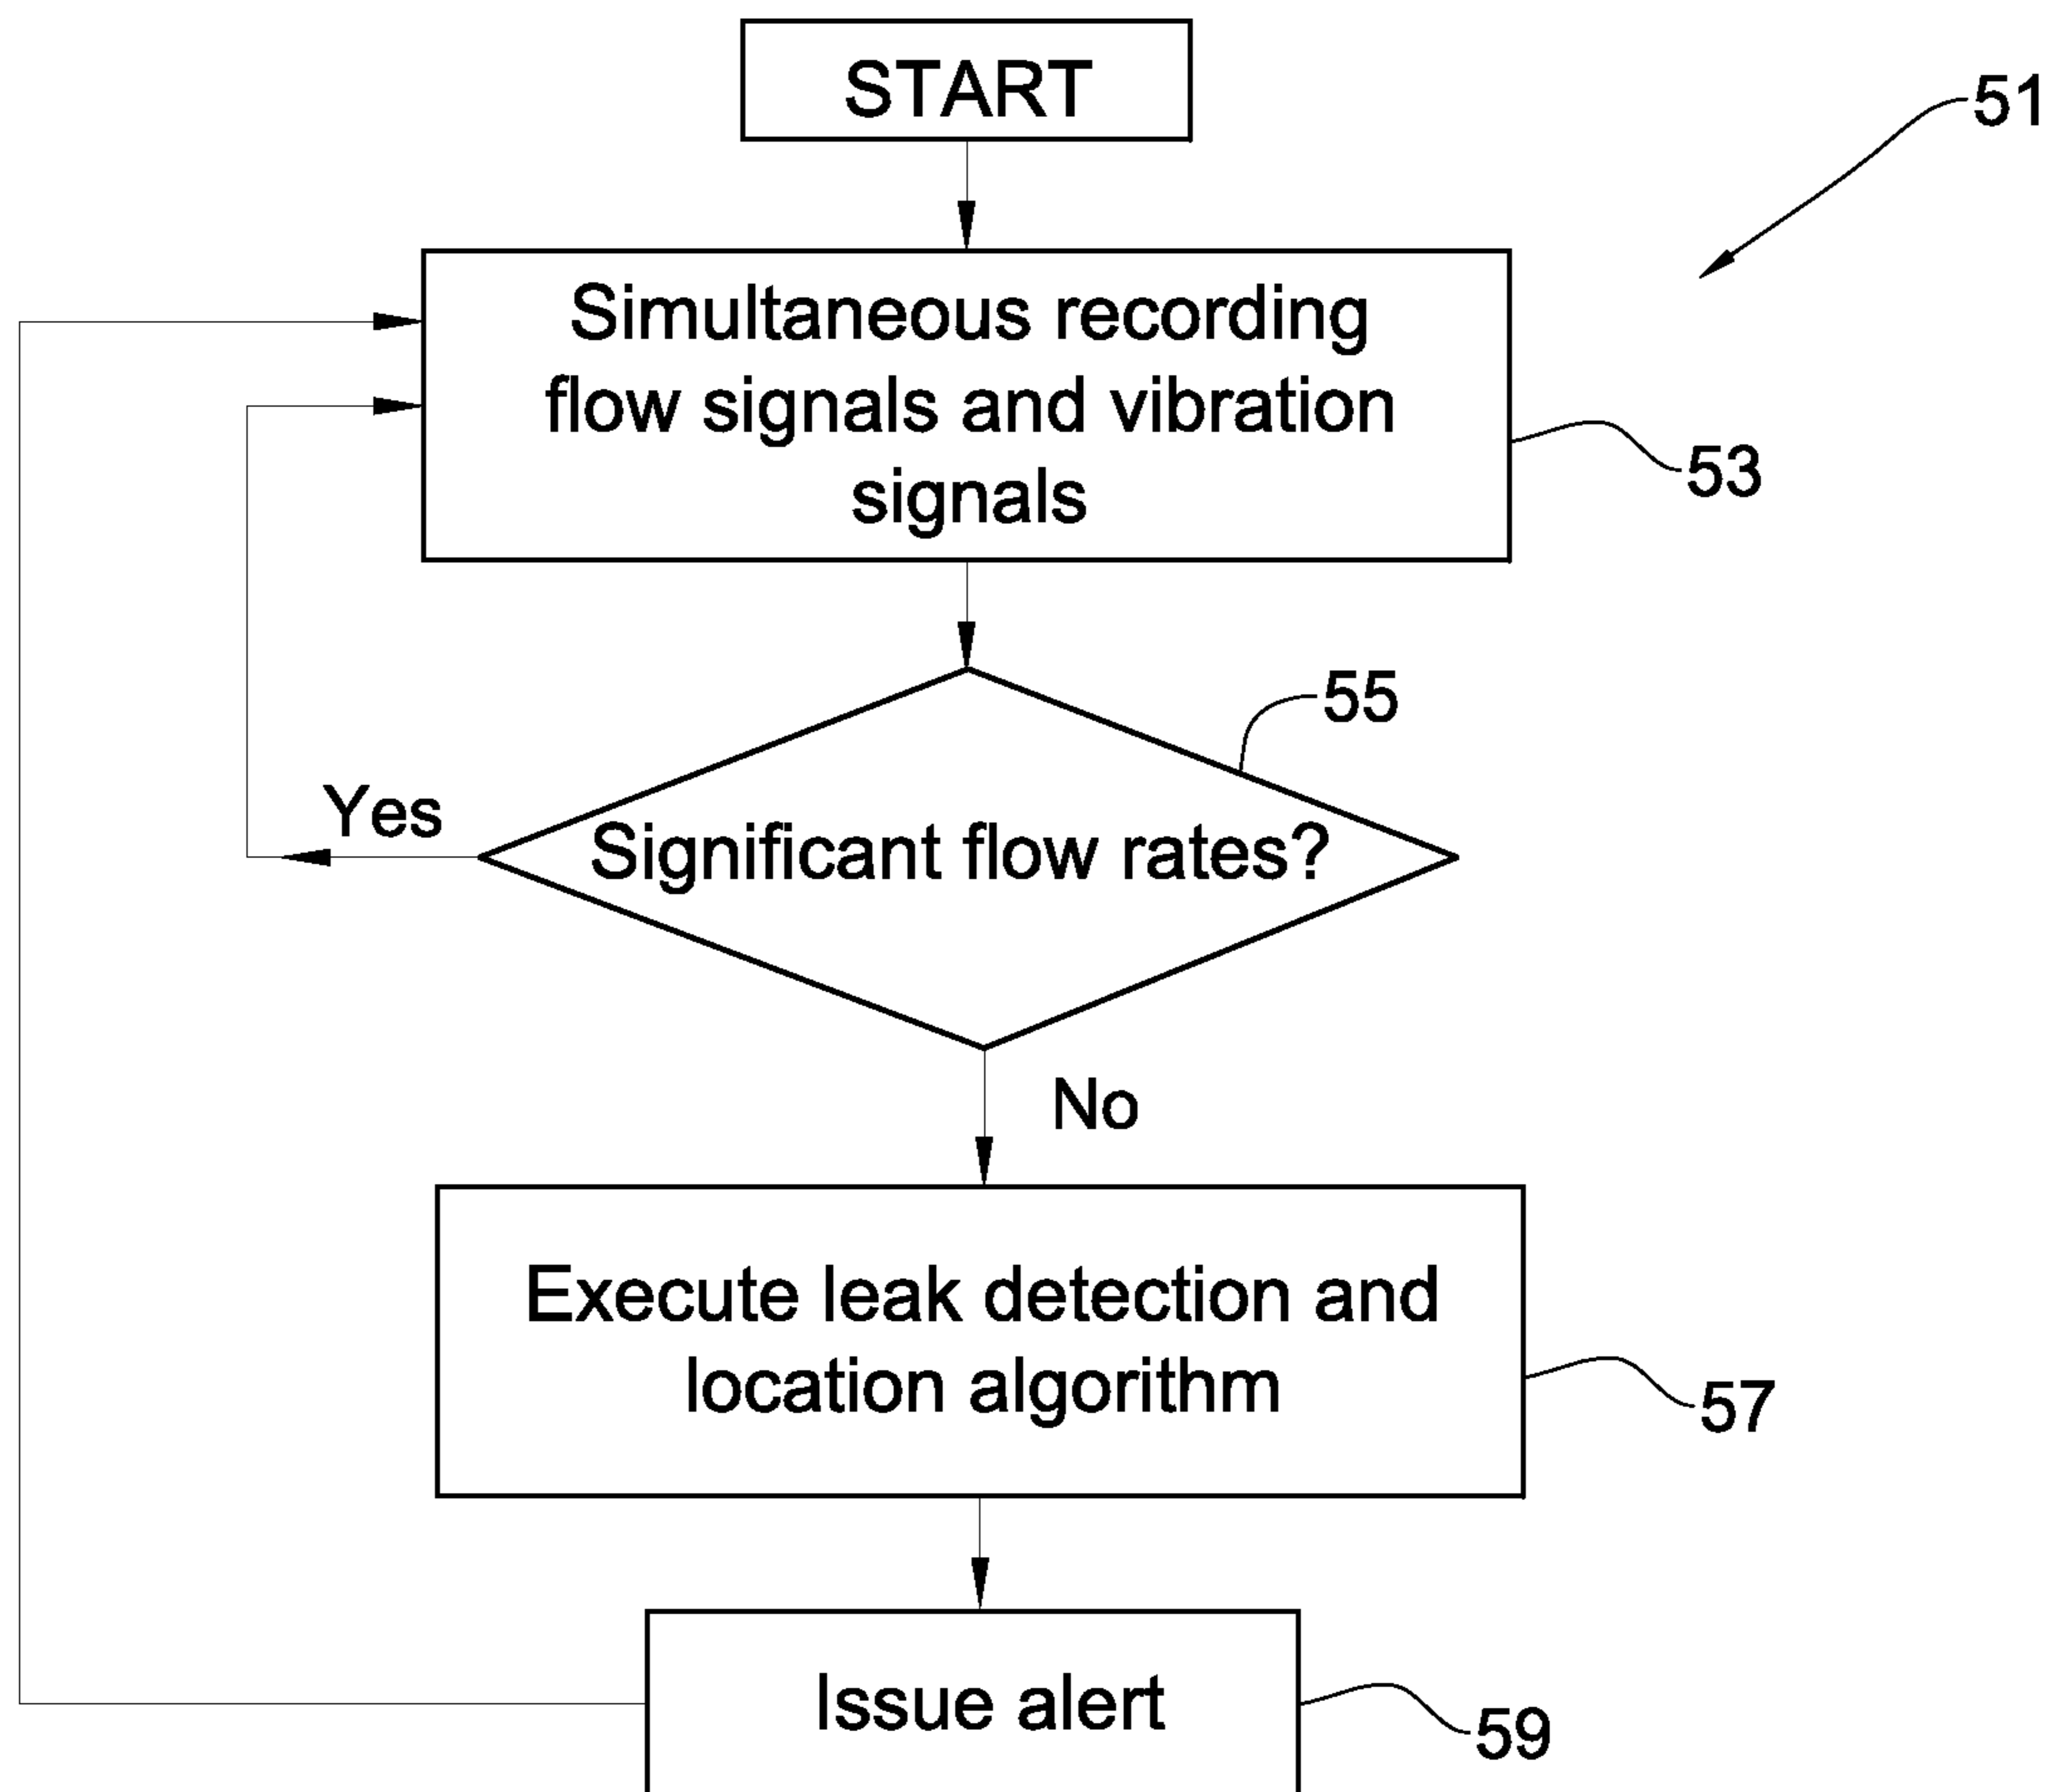 START
51
Simultaneous recording
flow signals and vibration
signals
53
55
Yes
Significant flow rates?
No
Execute leak detection and
location algorithm
57
Issue alert
59